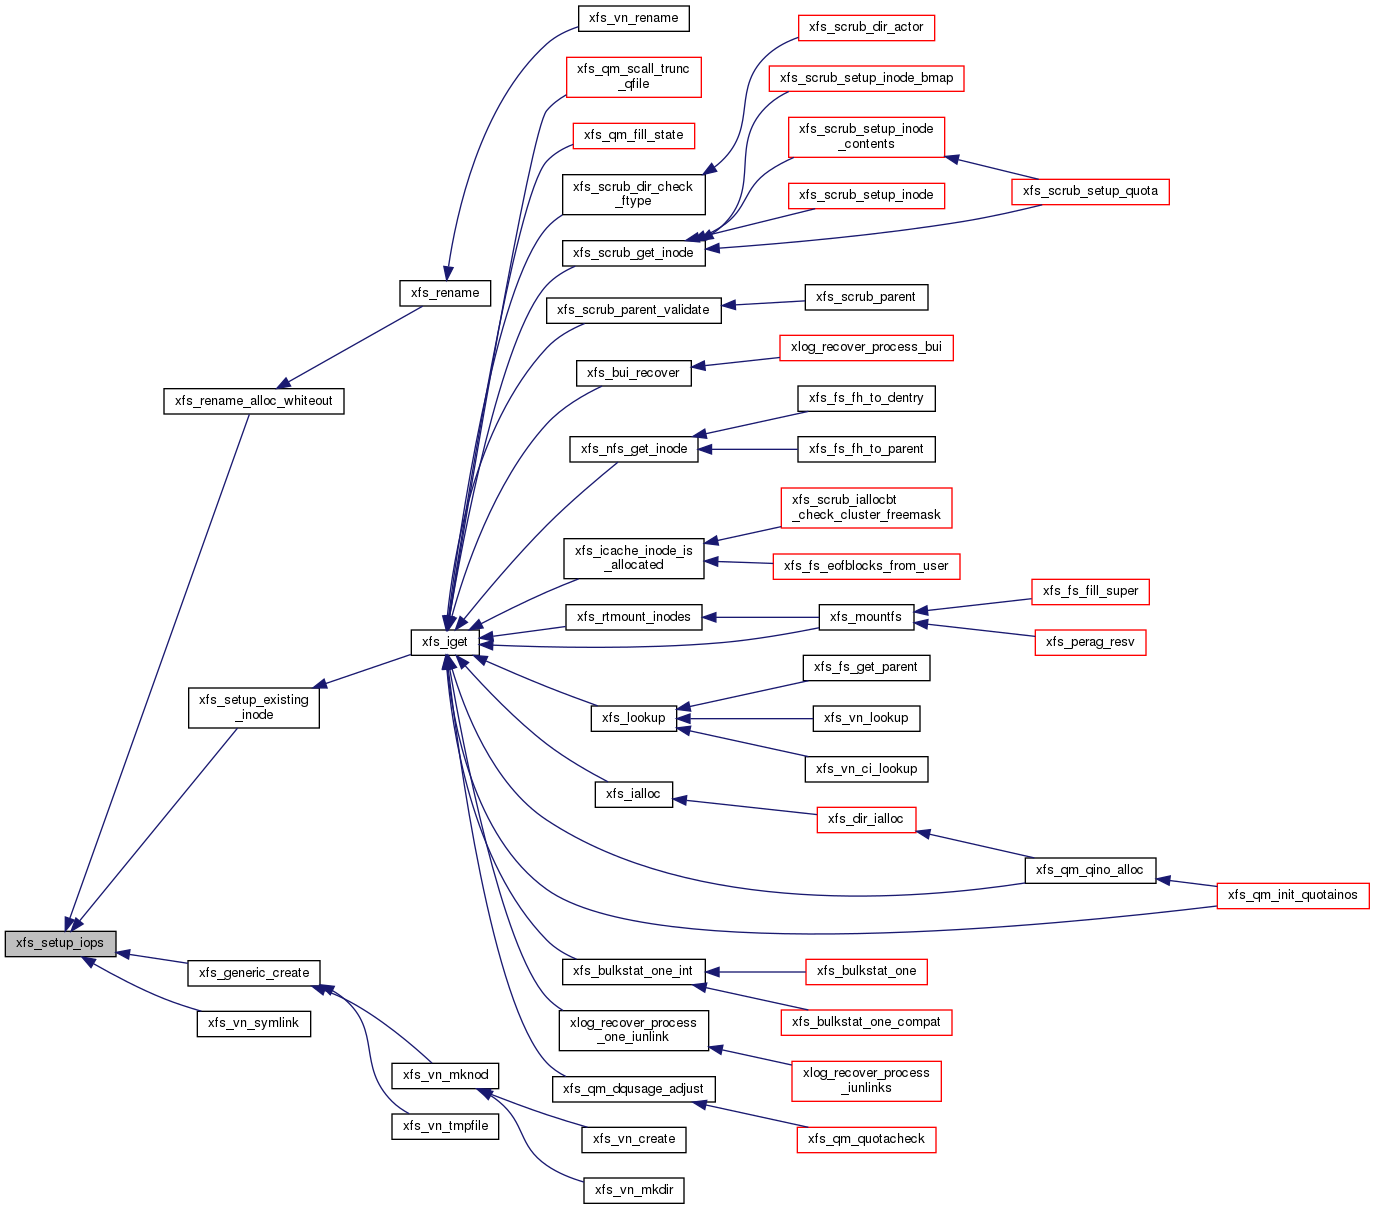 xfs_vn_rename
xfs_scrub_dir_actor
xfs_qm_scall_trunc
_qfile
xfs_scrub_setup_inode_bmap
xfs_qm_fill_state
xfs_scrub_setup_inode
_contents
xfs_scrub_dir_check
_ftype
xfs_scrub_setup_inode
xfs_scrub_setup_quota
xfs_scrub_get_inode
xfs_rename
xfs_scrub_parent_validate
xfs_scrub_parent
xfs_bui_recover
xlog_recover_process_bui
xfs_rename_alloc_whiteout
xfs_fs_fh_to_dentry
xfs_nfs_get_inode
xfs_fs_fh_to_parent
xfs_scrub_iallocbt
_check_cluster_freemask
xfs_icache_inode_is
_allocated
xfs_fs_eofblocks_from_user
xfs_rtmount_inodes
xfs_mountfs
xfs_fs_fill_super
xfs_iget
xfs_perag_resv
xfs_fs_get_parent
xfs_setup_existing
_inode
xfs_lookup
xfs_vn_lookup
xfs_vn_ci_lookup
xfs_ialloc
xfs_dir_ialloc
xfs_qm_qino_alloc
xfs_qm_init_quotainos
xfs_setup_iops
xfs_generic_create
xfs_bulkstat_one_int
xfs_bulkstat_one
xfs_vn_symlink
xlog_recover_process
_one_iunlink
xfs_bulkstat_one_compat
xfs_vn_mknod
xfs_qm_dqusage_adjust
xlog_recover_process
_iunlinks
xfs_vn_tmpfile
xfs_vn_create
xfs_qm_quotacheck
xfs_vn_mkdir